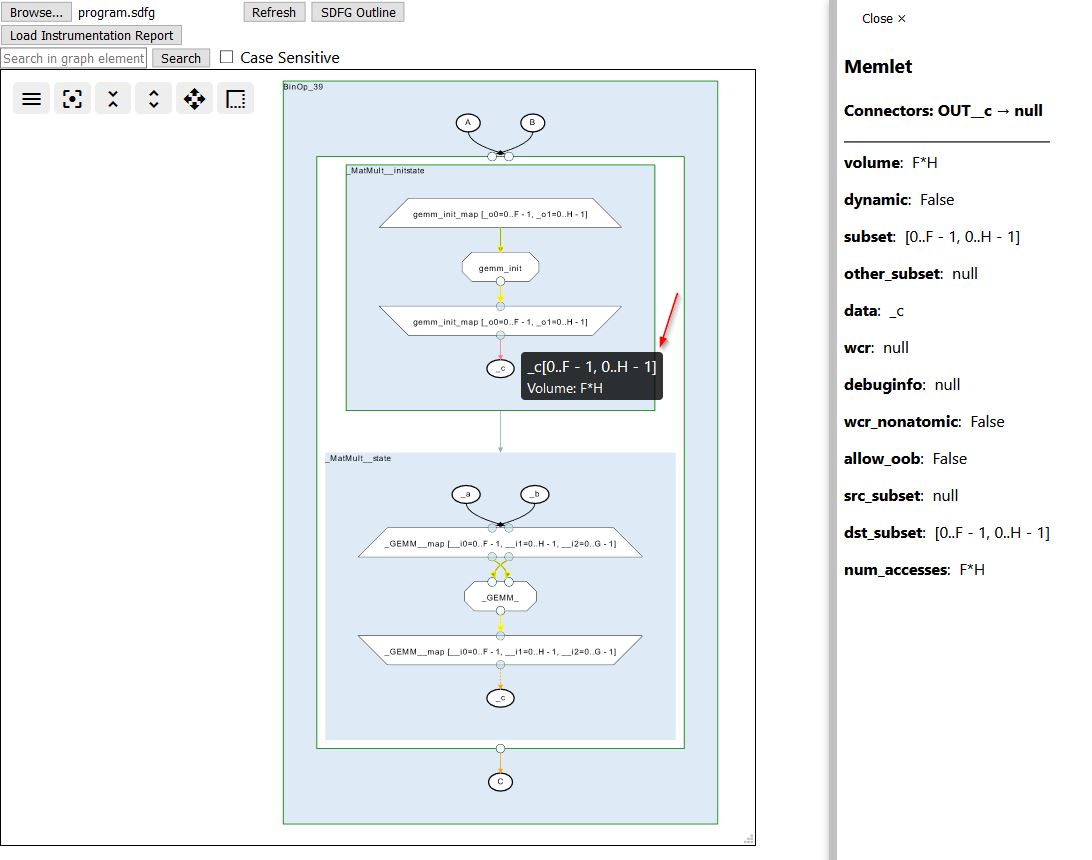 Browse... program.sdfg Refresh SDFG Outline
Load Instrumentation Report
Search in graph element Search Case Sensitive
BinOp_39
A B
_MatMult__initstate
gemm_init_map [_o0=0..F - 1, _o1=0..H - 1]
gemm_init
gemm_init_map [_o0=0..F - 1, _o1=0..H - 1]
_c
_c[0..F - 1, 0..H - 1]
Volume: F*H
_MatMult__state
_a _b
_GEMM__map [__i0=0..F - 1, __i1=0..H - 1, __i2=0..G - 1]
_GEMM_
_GEMM__map [__i0=0..F - 1, __i1=0..H - 1, __i2=0..G - 1]
_c
C
Close ×
Memlet
Connectors: OUT__c → null
volume: F*H
dynamic: False
subset: [0..F - 1, 0..H - 1]
other_subset: null
data: _c
wcr: null
debuginfo: null
wcr_nonatomic: False
allow_oob: False
src_subset: null
dst_subset: [0..F - 1, 0..H - 1]
num_accesses: F*H